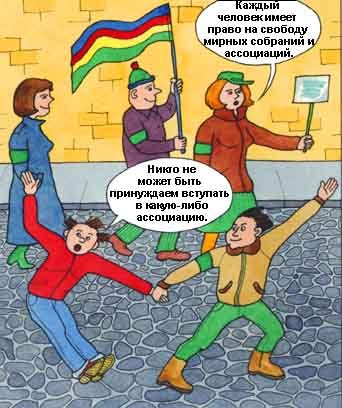 Каждый
человек имеет
право на свободу
мирных собраний и
ассоциаций.
Никто не
может быть
принуждаем вступать
в какую-либо
ассоциацию.